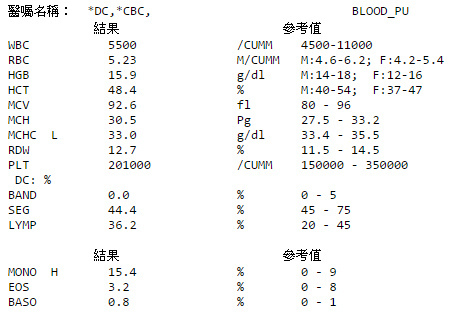 醫囑名稱： *DC,*CBC, BLOOD_PU
結果 參考值
WBC 5500 /CUMM 4500-11000
RBC 5.23 M/CUMM M:4.6-6.2; F:4.2-5.4
HGB 15.9 g/dl M:14-18; F:12-16
HCT 48.4 % M:40-54; F:37-47
MCV 92.6 fl 80 - 96
MCH 30.5 Pg 27.5 - 33.2
MCHC L 33.0 g/dl 33.4 - 35.5
RDW 12.7 % 11.5 - 14.5
PLT 201000 /CUMM 150000 - 350000
DC: %
BAND 0.0 % 0 - 5
SEG 44.4 % 45 - 75
LYMP 36.2 % 20 - 45
結果 參考值
MONO H 15.4 % 0 - 9
EOS 3.2 % 0 - 8
BASO 0.8 % 0 - 1